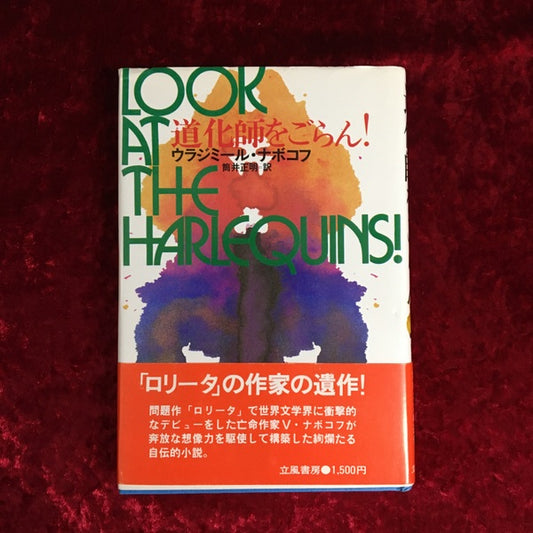 LOOK
AT
THE
HARLEQUINS!
道化師をごらん!
ウラジミール・ナボコフ
筒井正明 訳
「ロリータ」の作家の遺作!
問題作「ロリータ」で世界文学界に衝撃的
なデビューをした亡命作家V・ナボコフが
奔放な想像力を駆使して構築した絢爛たる
自伝的小説。
立風書房●1,500円